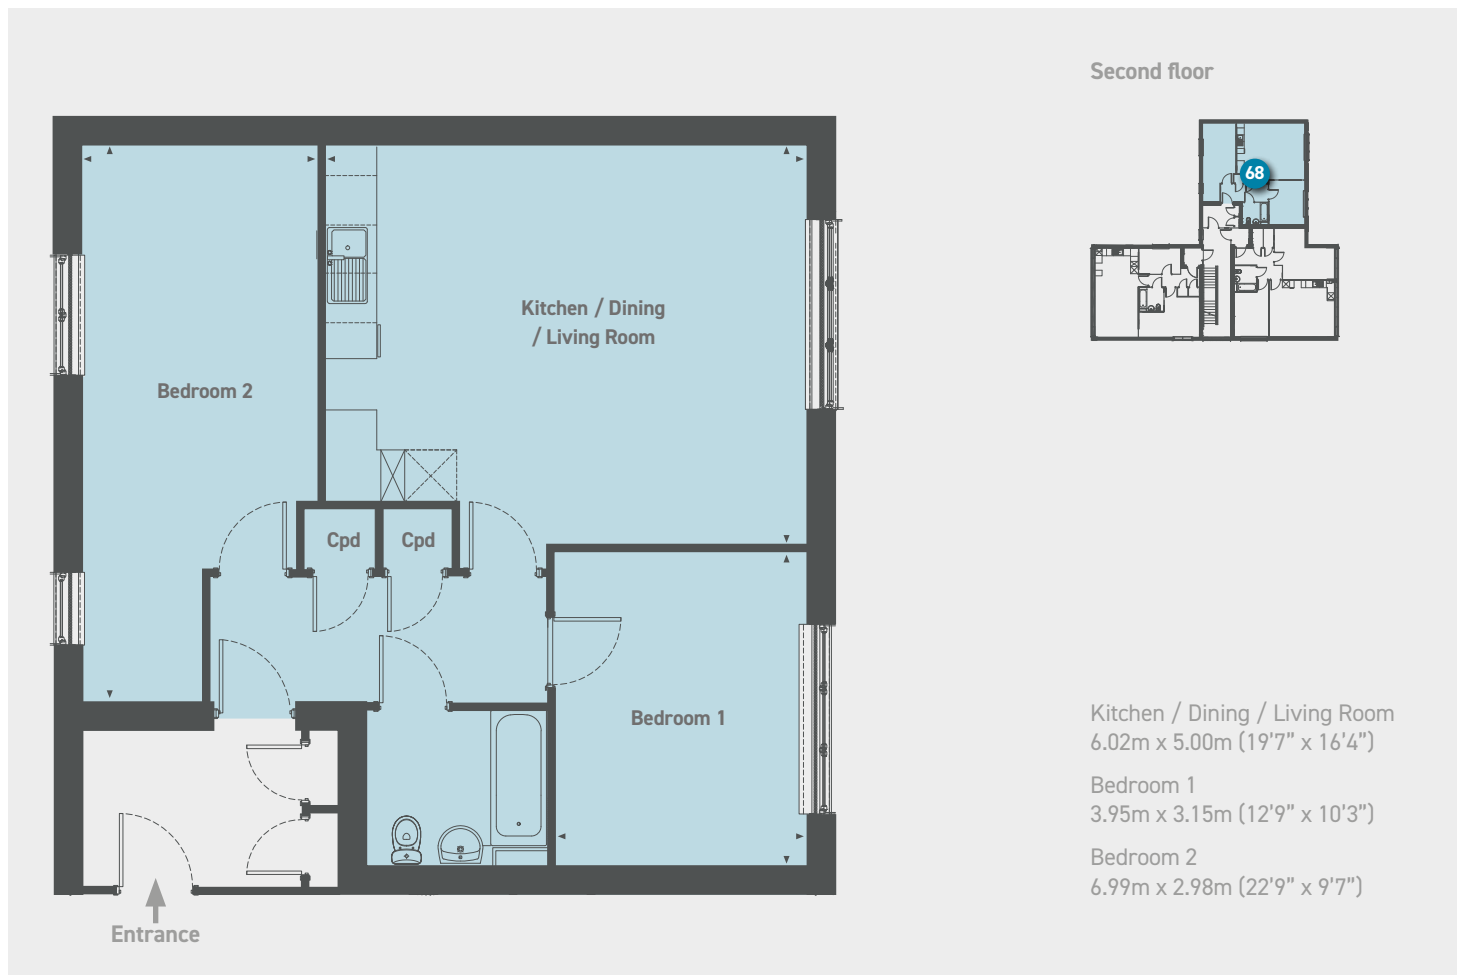 Second floor
68
Kitchen / Dining
/ Living Room
Bedroom 2
Cpd
Cpd
Bedroom 1
Entrance
Kitchen / Dining / Living Room
6.02m x 5.00m (19’7” x 16’4”)
Bedroom 1
3.95m x 3.15m (12’9” x 10’3”)
Bedroom 2
6.99m x 2.98m (22’9” x 9’7”)